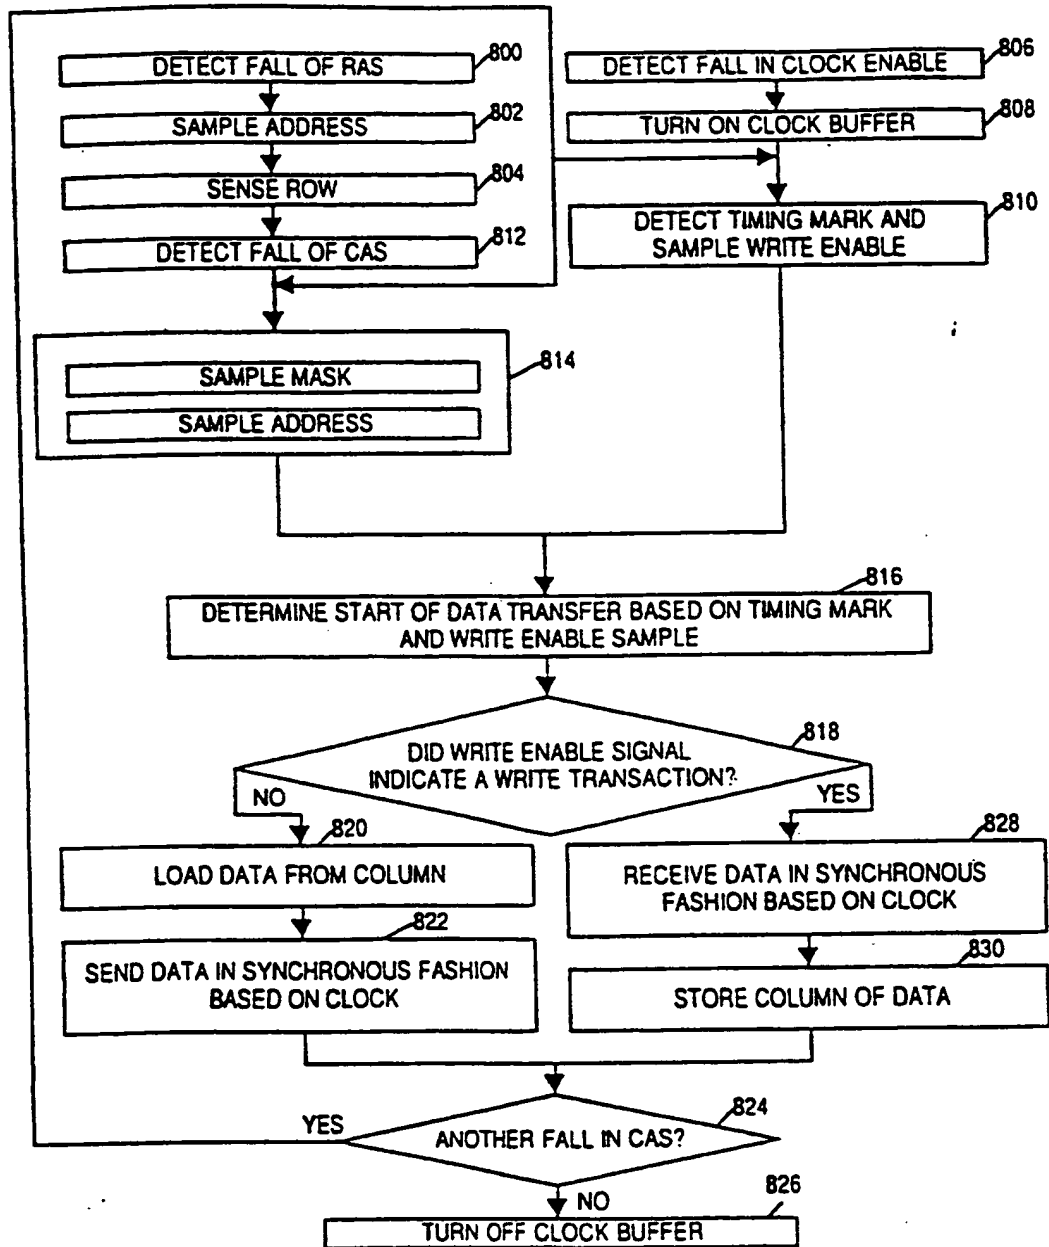 DETECT FALL OF RAS
800
SAMPLE ADDRESS
802
SENSE ROW
804
DETECT FALL OF CAS
812
DETECT FALL IN CLOCK ENABLE
806
TURN ON CLOCK BUFFER
808
DETECT TIMING MARK AND
SAMPLE WRITE ENABLE
810
814
SAMPLE MASK
SAMPLE ADDRESS
816
DETERMINE START OF DATA TRANSFER BASED ON TIMING MARK
AND WRITE ENABLE SAMPLE
818
DID WRITE ENABLE SIGNAL
INDICATE A WRITE TRANSACTION?
NO
YES
820
LOAD DATA FROM COLUMN
822
SEND DATA IN SYNCHRONOUS FASHION
BASED ON CLOCK
828
RECEIVE DATA IN SYNCHRONOUS
FASHION BASED ON CLOCK
830
STORE COLUMN OF DATA
824
YES
ANOTHER FALL IN CAS?
NO
826
TURN OFF CLOCK BUFFER